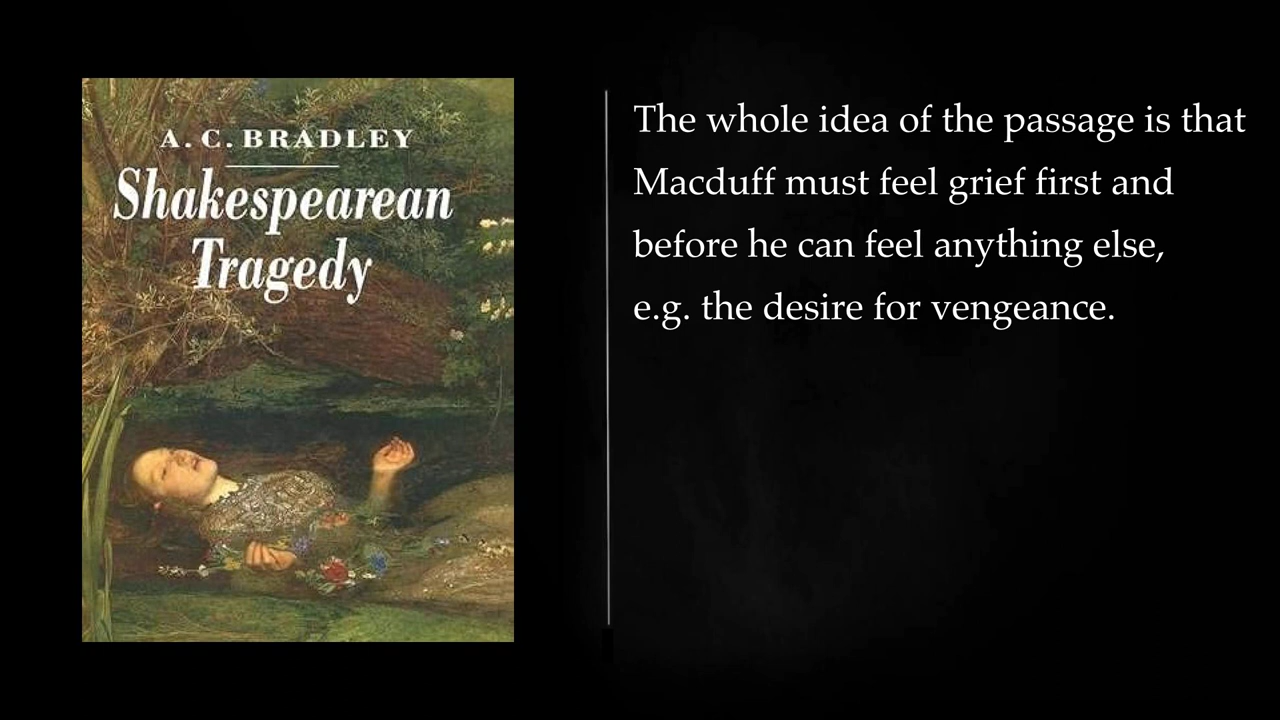 A. C. BRADLEY
Shakespearean
Tragedy
The whole idea of the passage is that
Macduff must feel grief first and
before he can feel anything else,
e.g. the desire for vengeance.